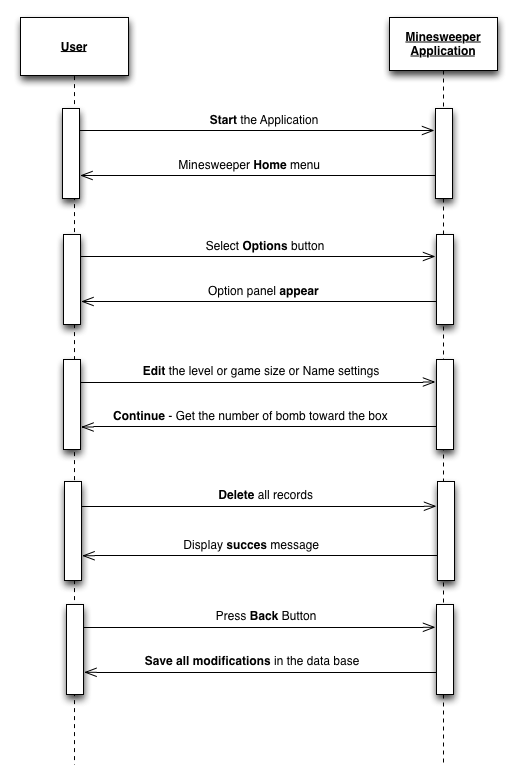 User
Minesweeper
Application
Start the Application
Minesweeper Home menu
Select Options button
Option panel appear
Edit the level or game size or Name settings
Continue - Get the number of bomb toward the box
Delete all records
Display succes message
Press Back Button
Save all modifications in the data base